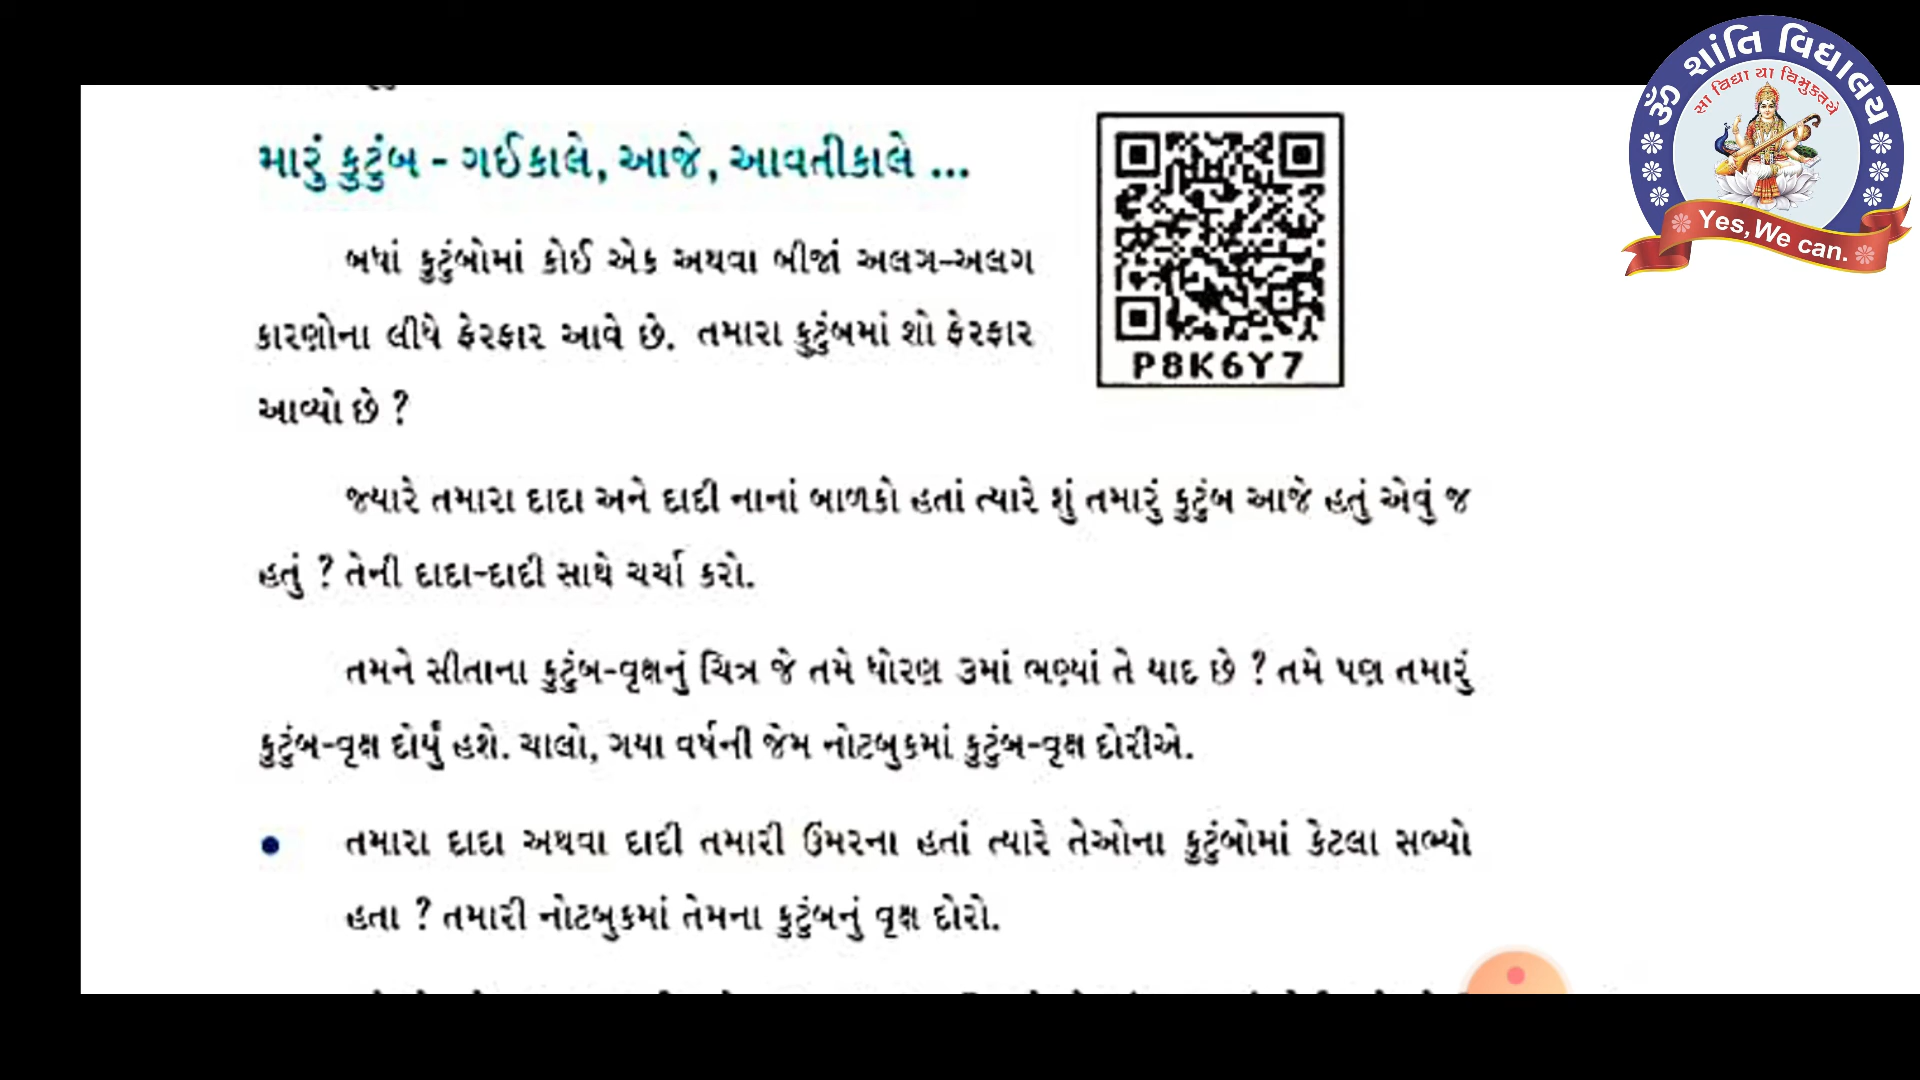 ૐ શાંતિ વિદ્યાલય
સા વિદ્યા યા વિમુક્તયે
Yes, We can.
મારું કુટુંબ - ગઈકાલે, આજે, આવતીકાલે ...
બધાં કુટુંબોમાં કોઈ એક અથવા બીજાં અલગ-અલગ
કારણોના લીધે ફેરફાર આવે છે. તમારા કુટુંબમાં શો ફેરફાર
આવ્યો છે ?
P8K6Y7
જ્યારે તમારા દાદા અને દાદી નાનાં બાળકો હતાં ત્યારે શું તમારું કુટુંબ આજે હતું એવું જ
હતું ? તેની દાદા-દાદી સાથે ચર્ચા કરો.
તમને સીતાના કુટુંબ-વૃક્ષનું ચિત્ર જે તમે ધોરણ ૩માં ભણ્યાં તે યાદ છે ? તમે પણ તમારું
કુટુંબ-વૃક્ષ દોર્યું હશે. ચાલો, ગયા વર્ષની જેમ નોટબુકમાં કુટુંબ-વૃક્ષ દોરીએ.
• તમારા દાદા અથવા દાદી તમારી ઉંમરના હતાં ત્યારે તેઓના કુટુંબોમાં કેટલા સભ્યો
હતા ? તમારી નોટબુકમાં તેમના કુટુંબનું વૃક્ષ દોરો.